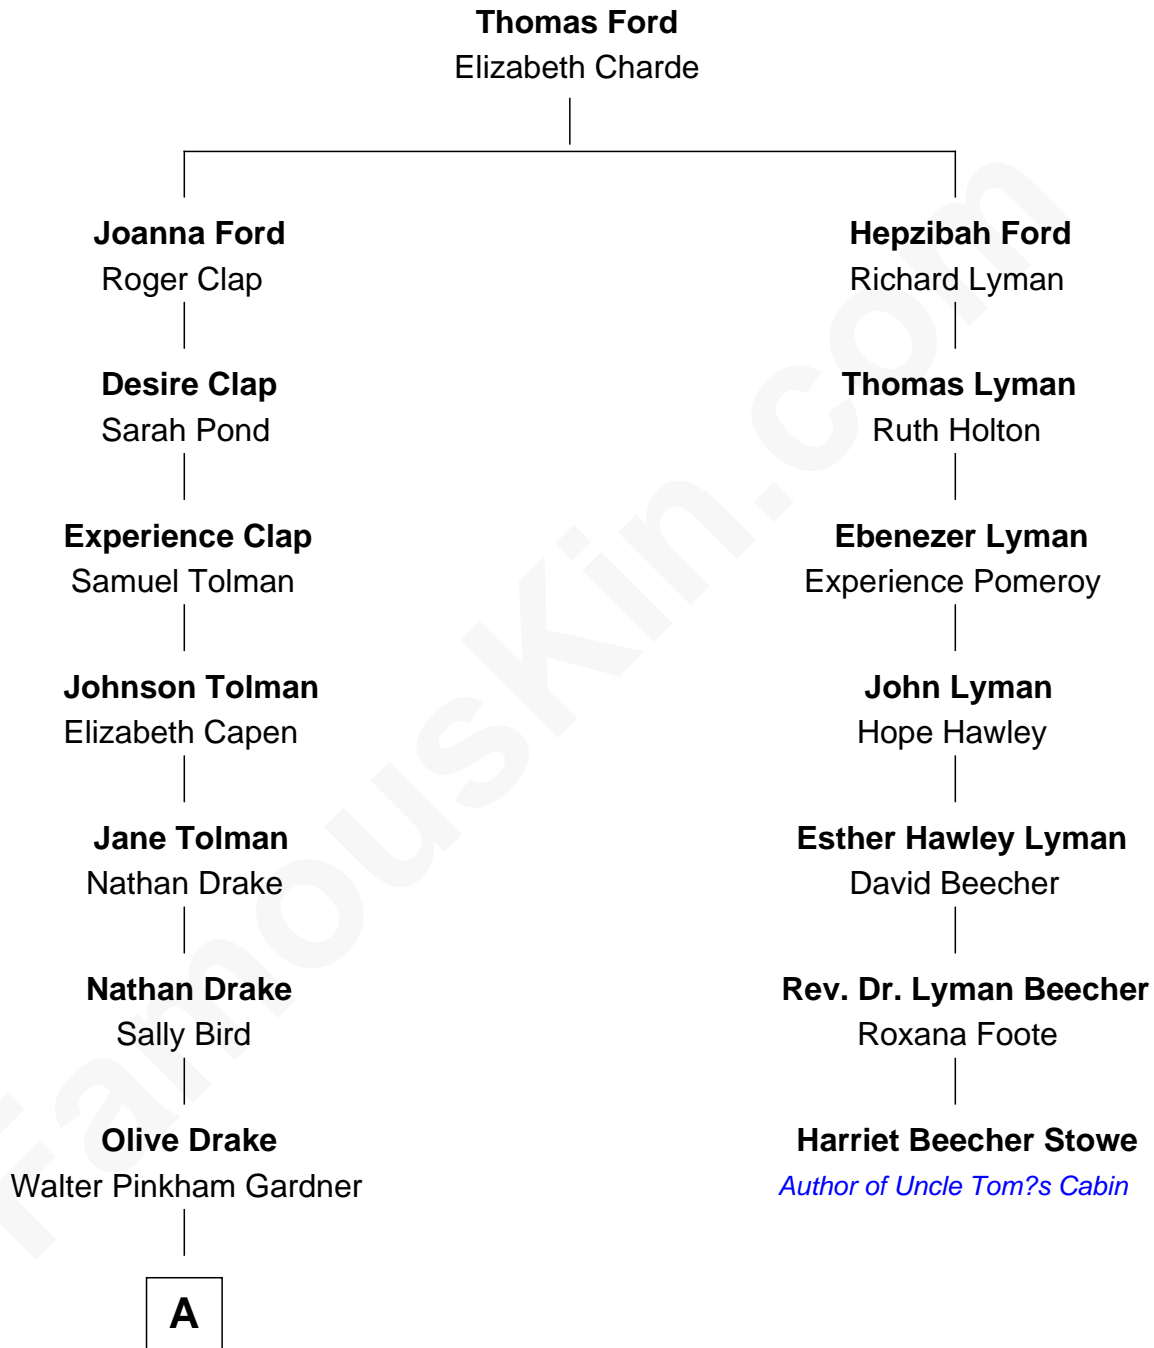 Thomas Ford
Elizabeth Charde
Joanna Ford
Roger Clap
Hepzibah Ford
Richard Lyman
Desire Clap
Sarah Pond
Thomas Lyman
Ruth Holton
Experience Clap
Samuel Tolman
Ebenezer Lyman
Experience Pomeroy
Johnson Tolman
Elizabeth Capen
John Lyman
Hope Hawley
Jane Tolman
Nathan Drake
Esther Hawley Lyman
David Beecher
Nathan Drake
Sally Bird
Rev. Dr. Lyman Beecher
Roxana Foote
Olive Drake
Walter Pinkham Gardner
Harriet Beecher Stowe
Author of Uncle Tom?s Cabin
A
FamousKin.com